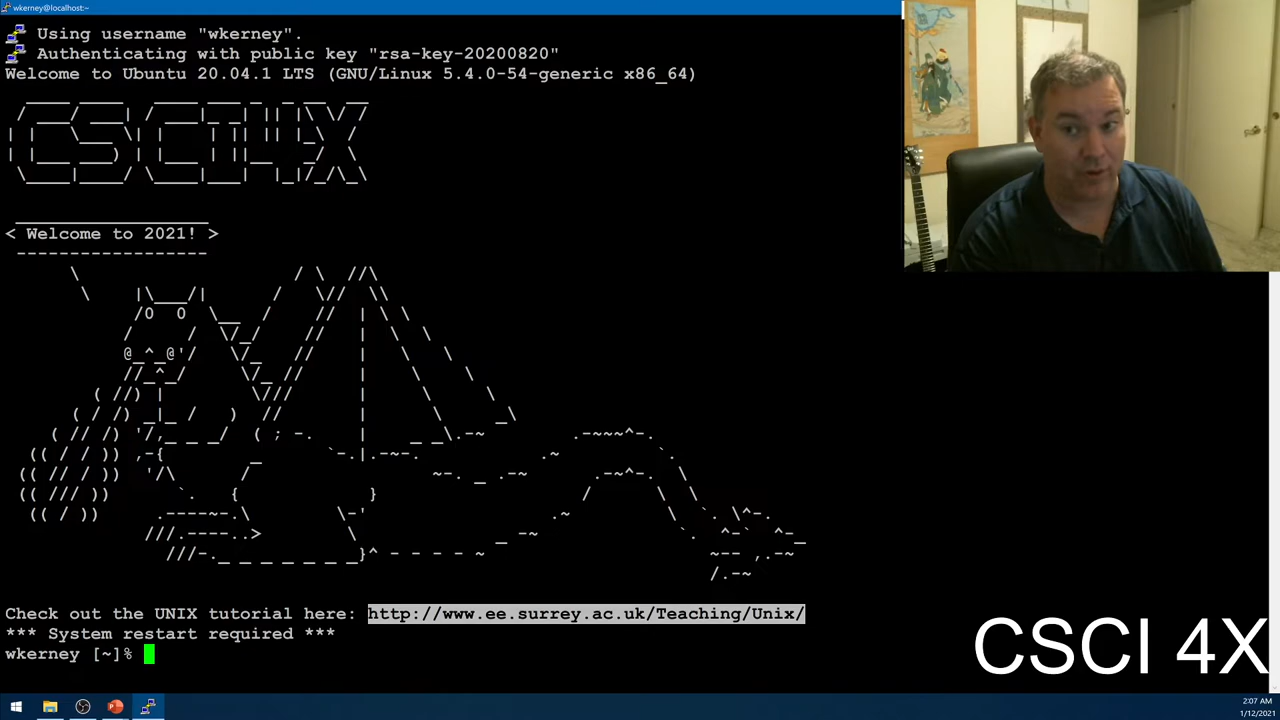 wkerney@localhost:~
Using username "wkerney".
Authenticating with public key "rsa-key-20200820"
Welcome to Ubuntu 20.04.1 LTS (GNU/Linux 5.4.0-54-generic x86_64)
CSCI4X
< Welcome to 2021! >
Check out the UNIX tutorial here: http://www.ee.surrey.ac.uk/Teaching/Unix/
*** System restart required ***
wkerney [~]%
CSCI 4X
2:07 AM
1/12/2021